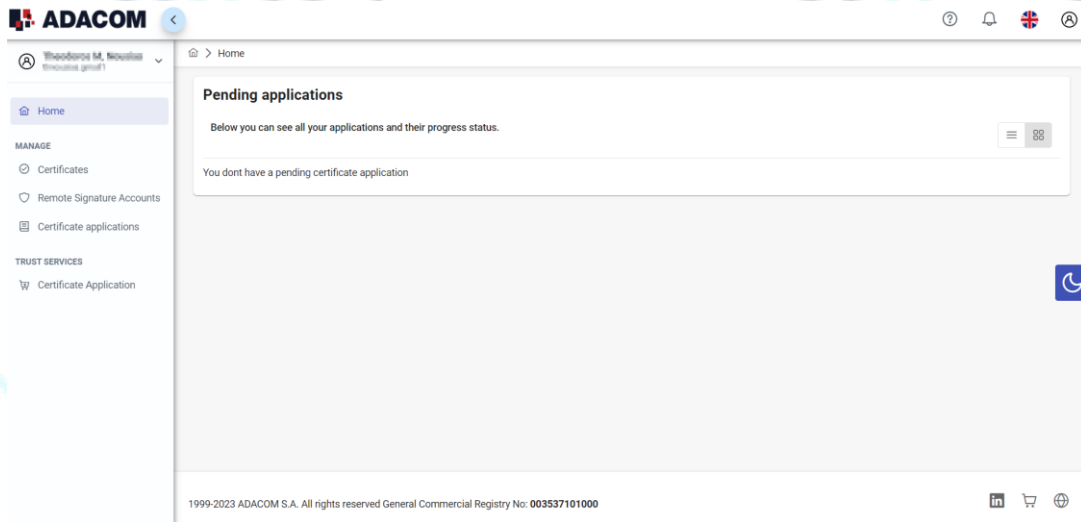 ADACOM
Home
Home
Pending applications
Below you can see all your applications and their progress status.
You dont have a pending certificate application
MANAGE
Certificates
Remote Signature Accounts
Certificate applications
TRUST SERVICES
Certificate Application
1999-2023 ADACOM S.A. All rights reserved General Commercial Registry No: 003537101000
in